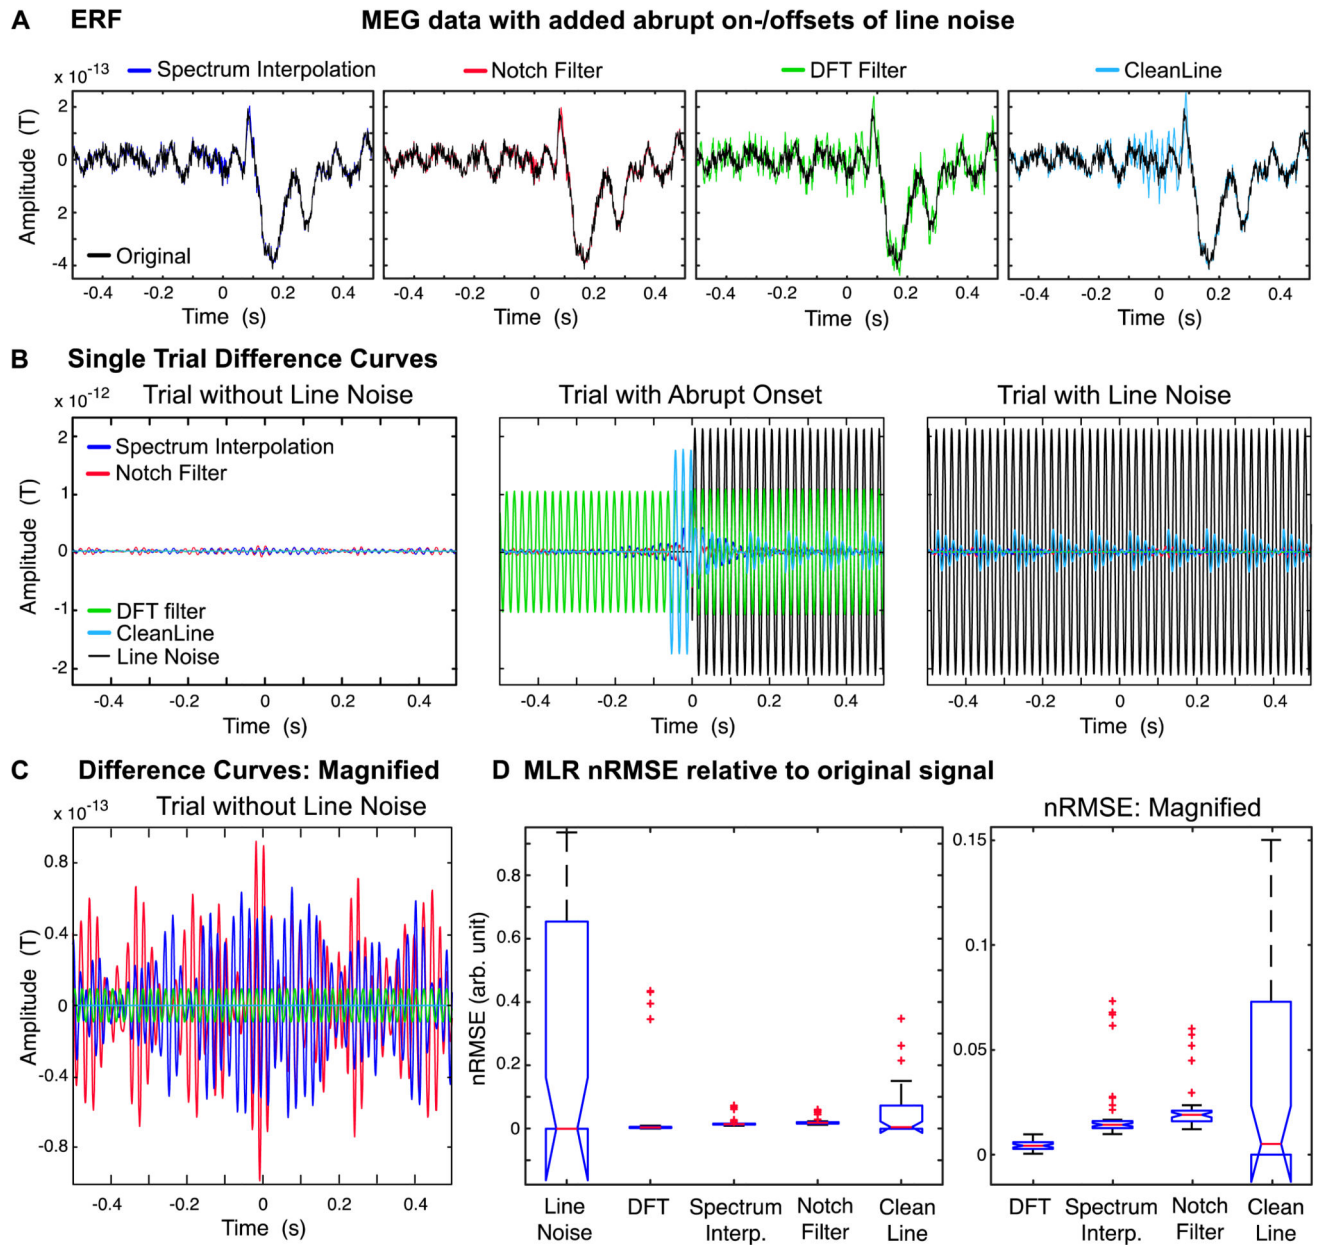 A ERF MEG data with added abrupt on-/offsets of line noise
x 10-13 Spectrum Interpolation Notch Filter DFT Filter CleanLine
Amplitude (T)
2
0
2
-4
Original
-0.4 -0.2 0 0.2 0.4 -0.4 -0.2 0 0.2 0.4 -0.4 -0.2 0 0.2 0.4 -0.4 -0.2 0 0.2 0.4
Time (s) Time (s) Time (s) Time (s)
B Single Trial Difference Curves
x 10-12 Trial without Line Noise Trial with Abrupt Onset Trial with Line Noise
Amplitude (T)
2
1
0
-1
-2
Spectrum Interpolation
Notch Filter
DFT filter
CleanLine
Line Noise
-0.4 -0.2 0 0.2 0.4 -0.4 -0.2 0 0.2 0.4 -0.4 -0.2 0 0.2 0.4
Time (s) Time (s) Time (s)
C Difference Curves: Magnified
x 10-13 Trial without Line Noise
Amplitude (T)
0.8
0.4
0
-0.4
-0.8
-0.4 -0.2 0 0.2 0.4
Time (s)
D MLR nRMSE relative to original signal
nRMSE (arb. unit)
0.8
0.6
0.4
0.2
0
Line Noise DFT Spectrum Interp. Notch Filter Clean Line
nRMSE: Magnified
0.15
0.1
0.05
0
DFT Spectrum Interp. Notch Filter Clean Line